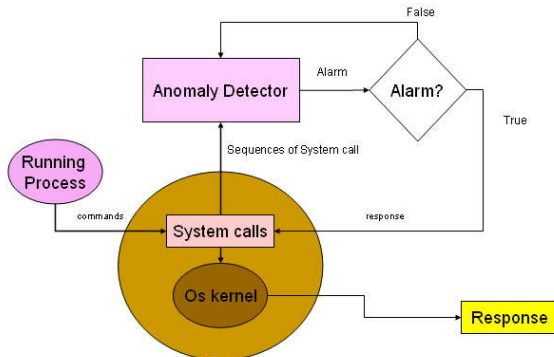 False
Anomaly Detector
Alarm
Alarm?
True
Sequences of System call
Running
Process
commands
System calls
response
Os kernel
Response